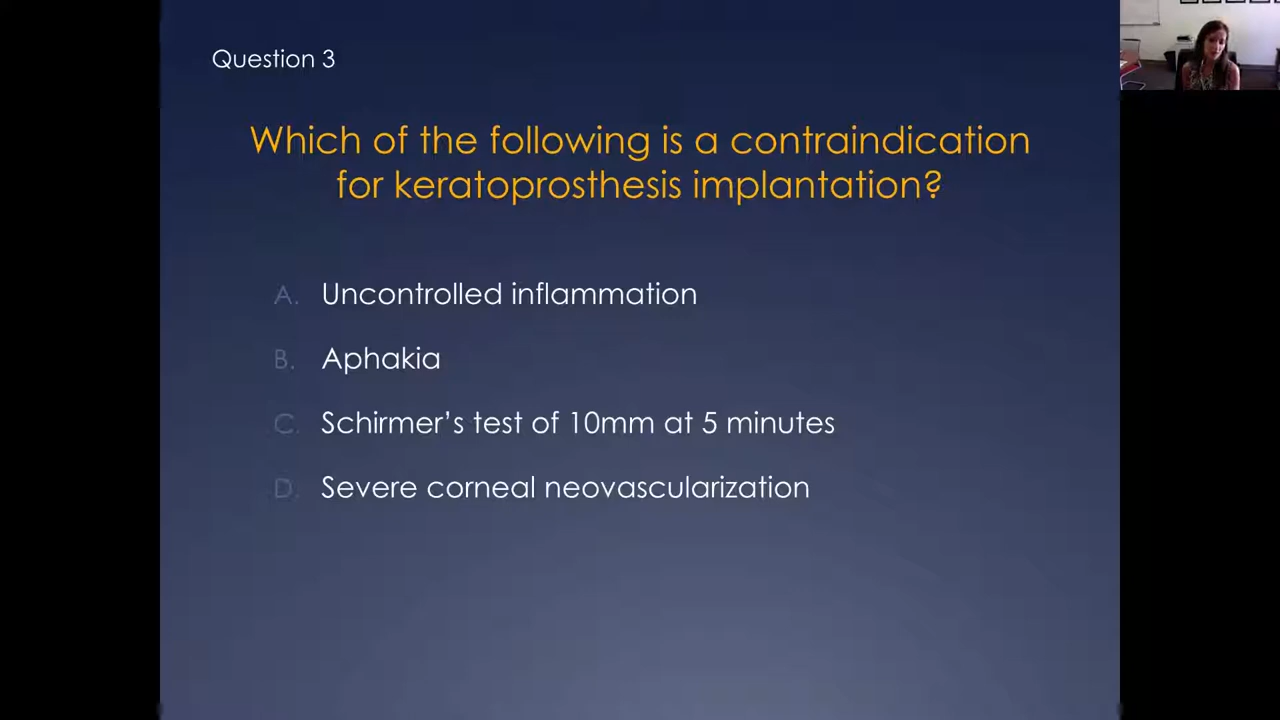 Question 3
Which of the following is a contraindication
for keratoprosthesis implantation?
A. Uncontrolled inflammation
B. Aphakia
C. Schirmer’s test of 10mm at 5 minutes
D. Severe corneal neovascularization